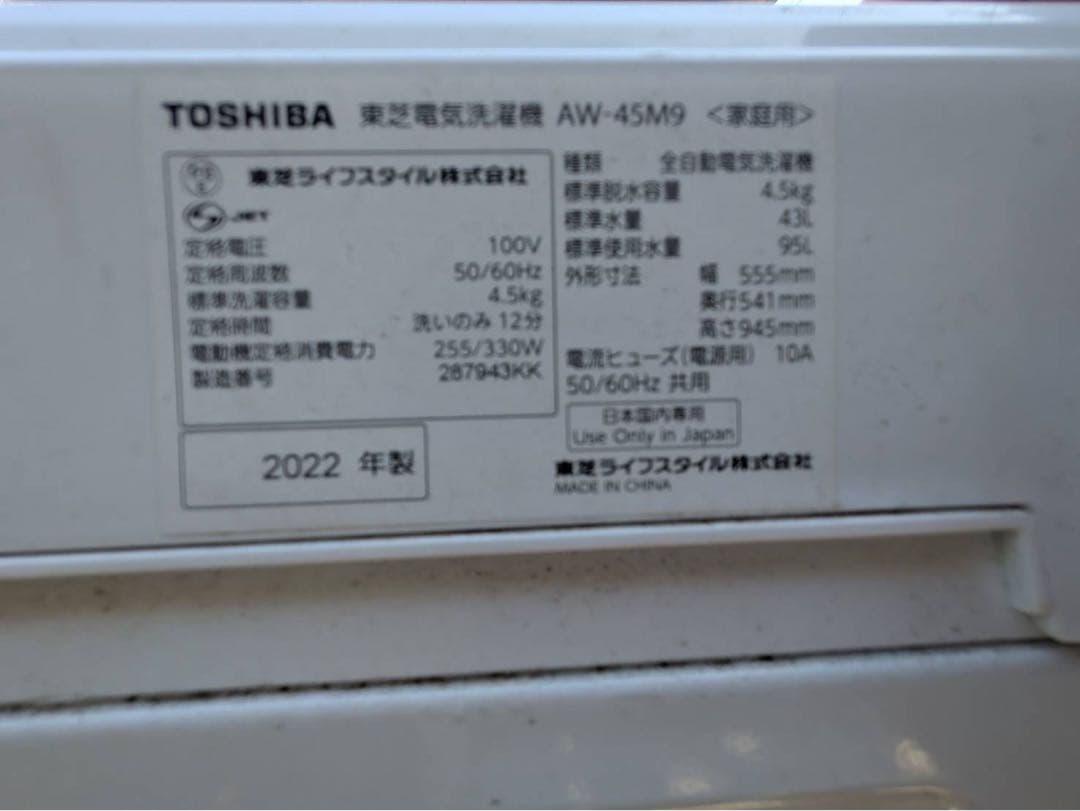 TOSHIBA 東芝電気洗濯機 AW-45M9 <家庭用>
PS E 東芝ライフスタイル株式会社
JET
定格電圧 100V
定格周波数 50/60Hz
標準洗濯容量 4.5kg
定格時間 洗いのみ 12分
電動機定格消費電力 255/330W
製造番号 287943KK
2022 年製
種類 全自動電気洗濯機
標準脱水容量 4.5kg
標準水量 43L
標準使用水量 95L
外形寸法 幅 555mm
奥行541mm
高さ945mm
電流ヒューズ(電源用) 10A
50/60Hz 共用
日本国内専用
Use Only in Japan
東芝ライフスタイル株式会社
MADE IN CHINA